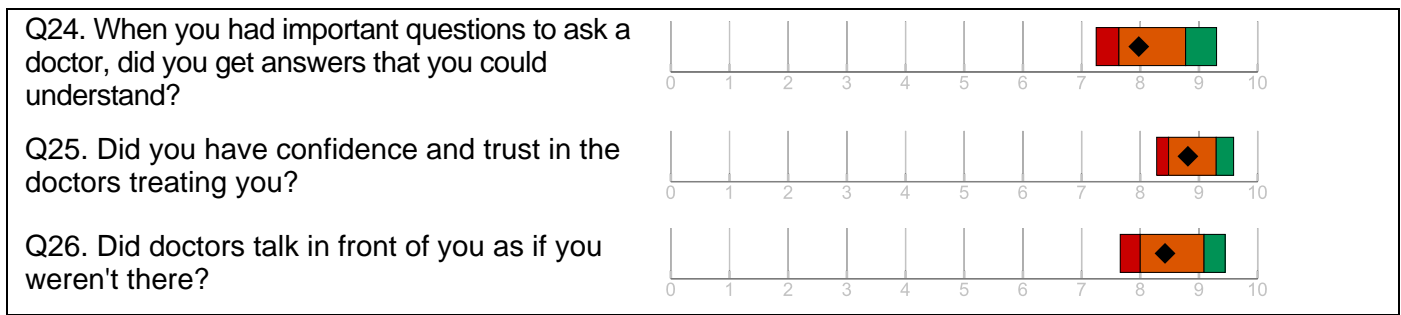 Q24. When you had important questions to ask a
doctor, did you get answers that you could
understand?
0 1 2 3 4 5 6 7 8 9 10
Q25. Did you have confidence and trust in the
doctors treating you?
0 1 2 3 4 5 6 7 8 9 10
Q26. Did doctors talk in front of you as if you
weren't there?
0 1 2 3 4 5 6 7 8 9 10